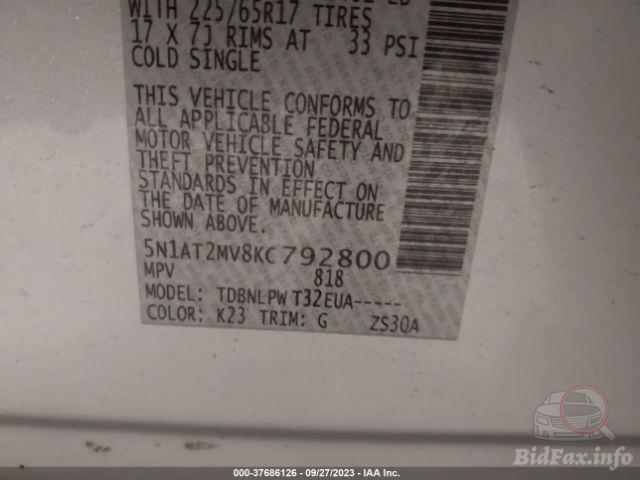 WITH 225/65R17 TIRES
17 X 7J RIMS AT 33 PSI
COLD SINGLE
THIS VEHICLE CONFORMS TO
ALL APPLICABLE FEDERAL
MOTOR VEHICLE SAFETY AND
THEFT PREVENTION
STANDARDS IN EFFECT ON
THE DATE OF MANUFACTURE
SHOWN ABOVE.
5N1AT2MV8KC792800
MPV 818
MODEL: TDBNLPW T32EUA-----
COLOR: K23 TRIM: G ZS3QA
BidFax.info
000-37686126 - 09/27/2023 - IAA Inc.